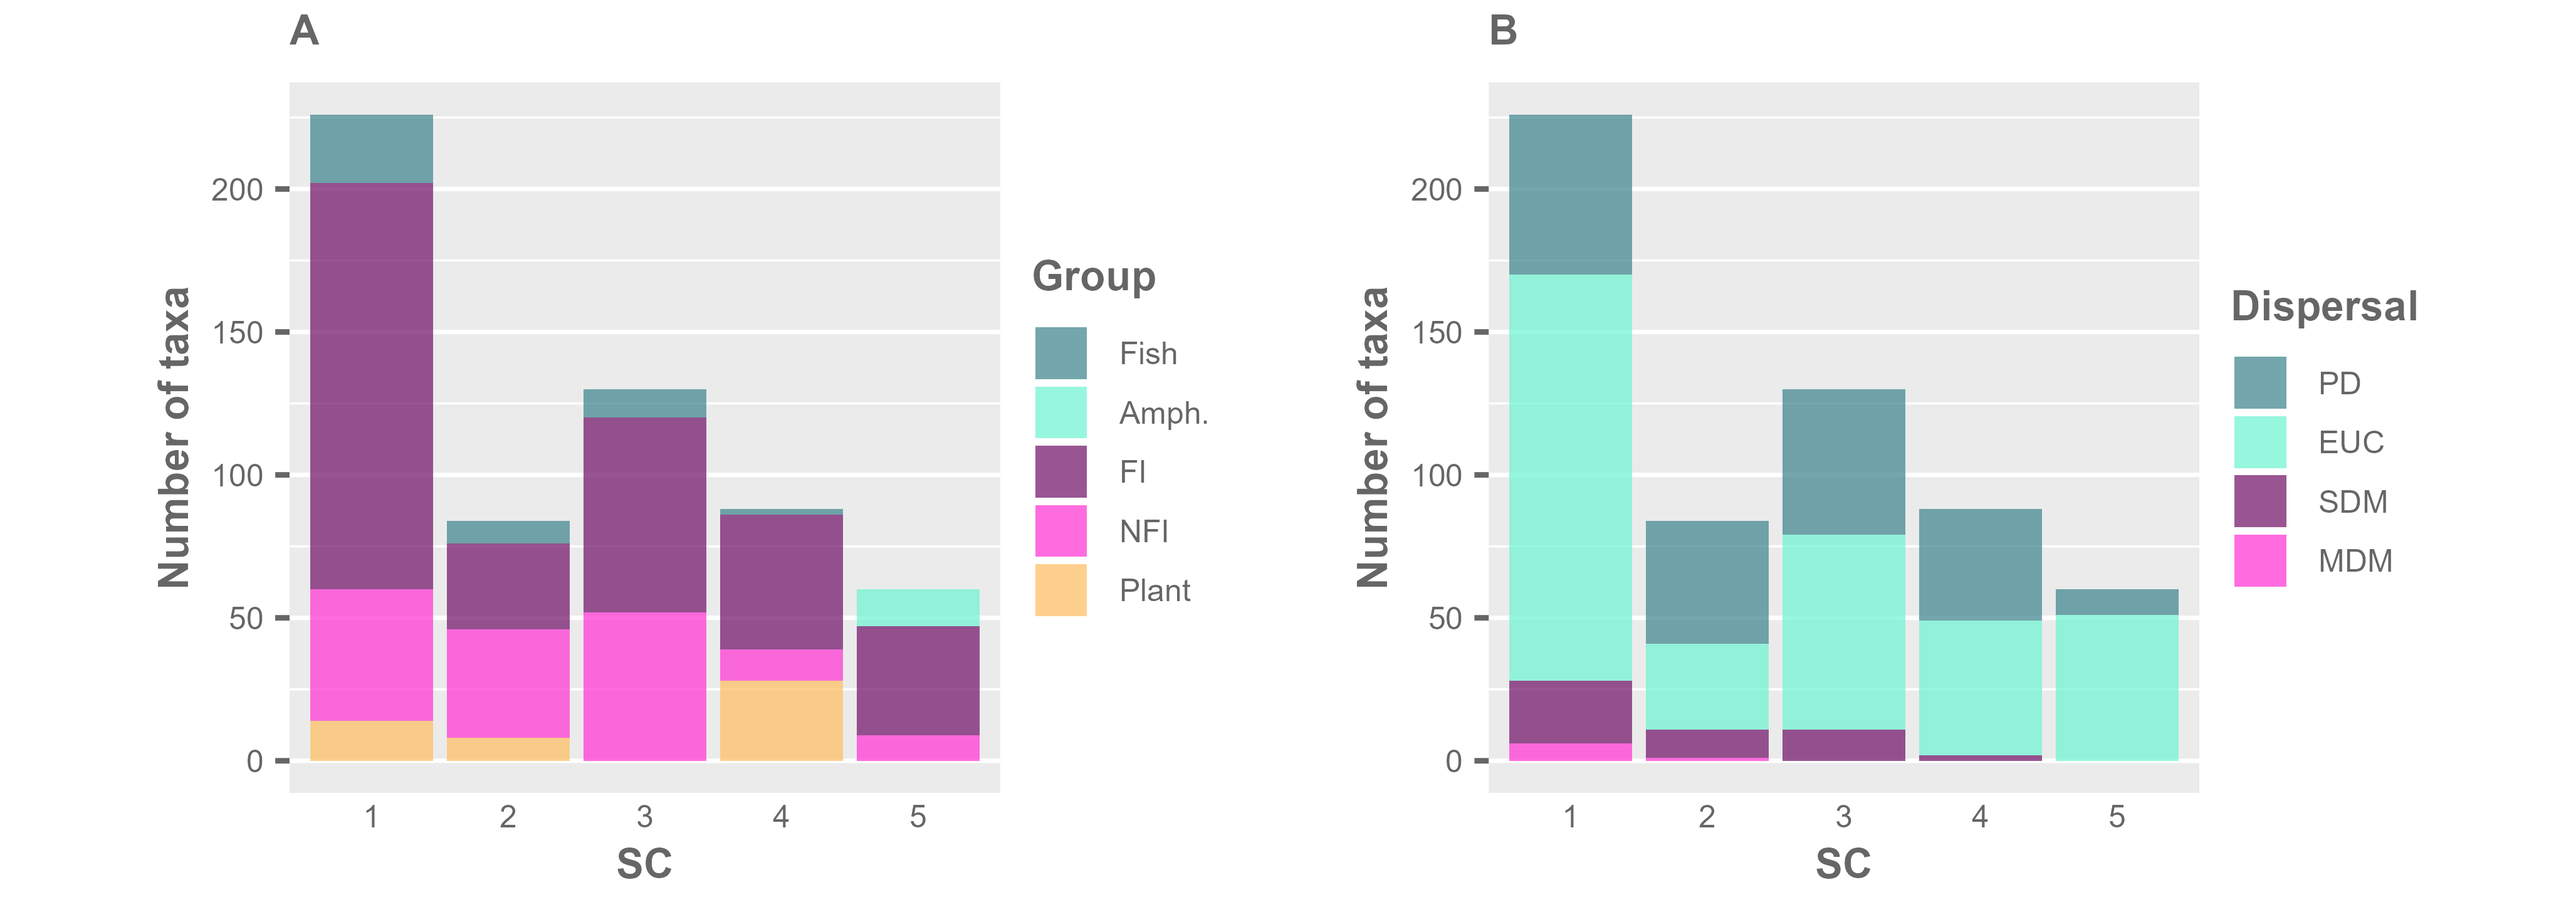 A
Number of taxa
200
150
100
50
0
1 2 3 4 5
SC
Group
Fish
Amph.
FI
NFI
Plant
B
Number of taxa
200
150
100
50
0
1 2 3 4 5
SC
Dispersal
PD
EUC
SDM
MDM